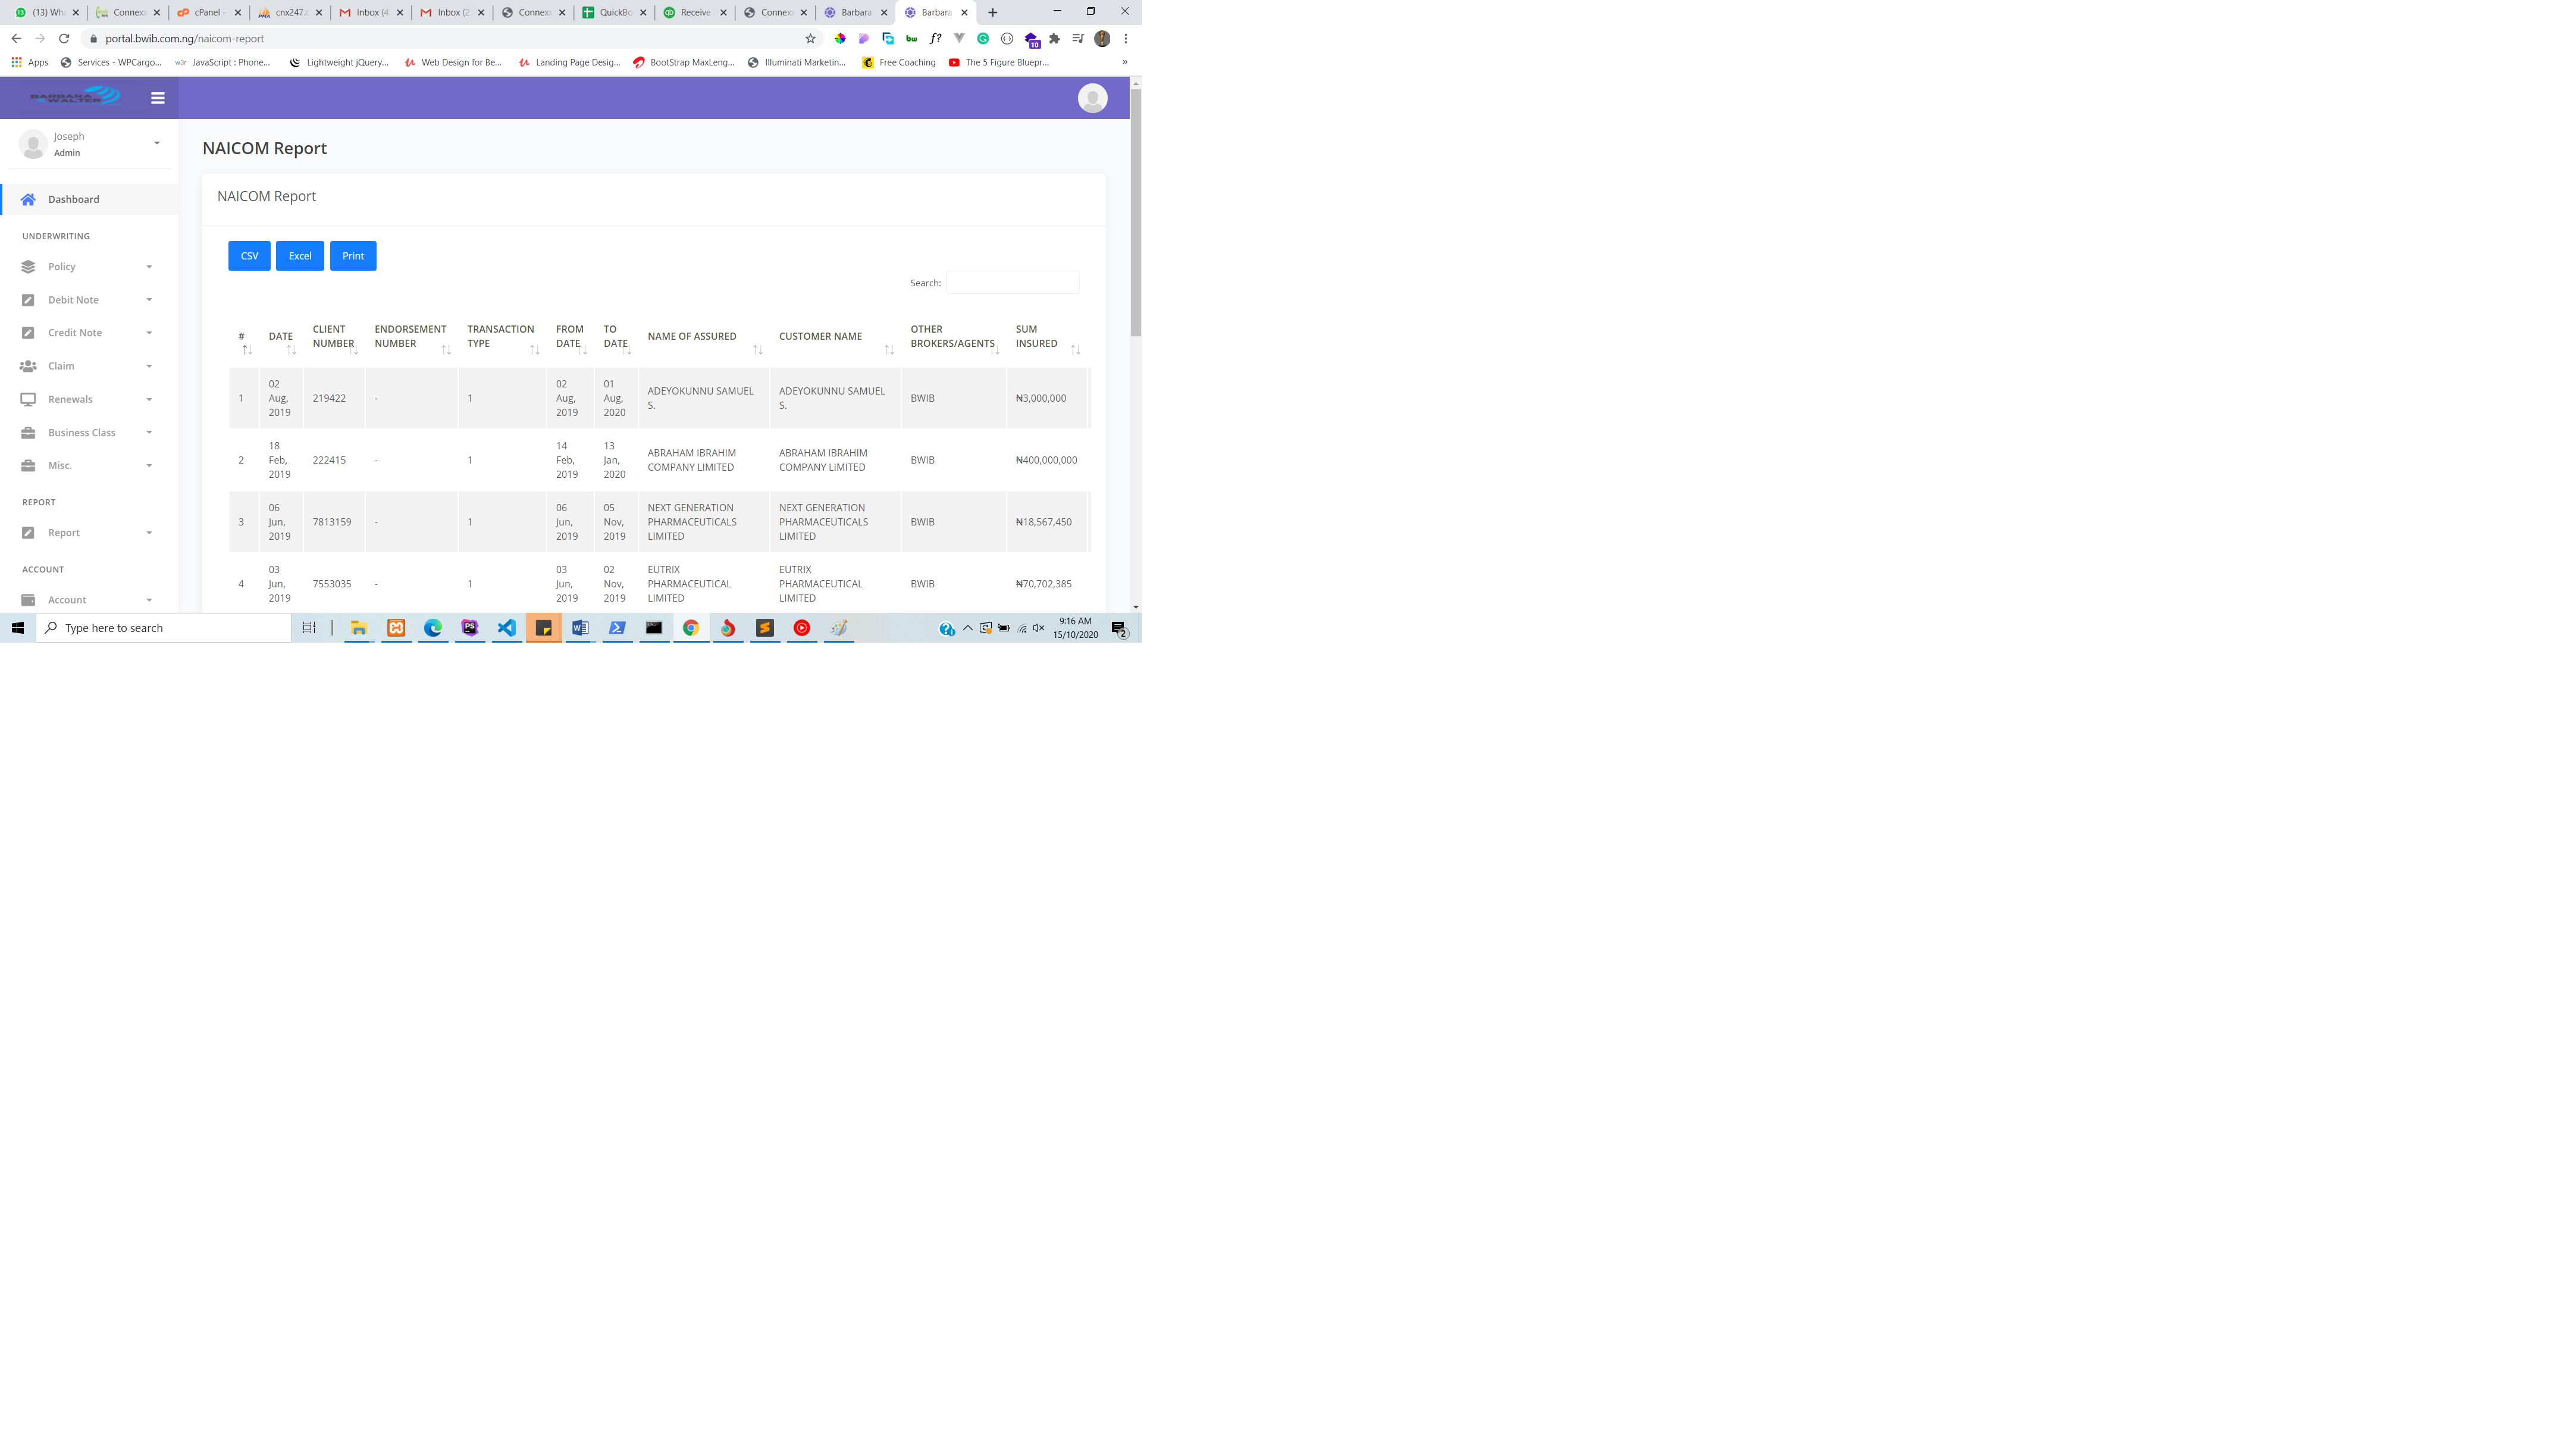 (13) Wh
Connex
cPanel -
cnx247.
Inbox (4
Inbox (2
Connex
QuickBo
Receive
Connex
Barbara
Barbara
portal.bwib.com.ng/naicom-report
10
Apps
Services - WPCargo...
JavaScript : Phone...
Lightweight jQuery...
Web Design for Be...
Landing Page Desig...
BootStrap MaxLeng...
Illuminati Marketin...
Free Coaching
The 5 Figure Bluepr...
»
BARBARA
WALTER
Joseph
Admin
Dashboard
UNDERWRITING
Policy
Debit Note
Credit Note
Claim
Renewals
Business Class
Misc.
REPORT
Report
ACCOUNT
Account
NAICOM Report
NAICOM Report
CSV Excel Print
Search:
# DATE CLIENT NUMBER ENDORSEMENT NUMBER TRANSACTION TYPE FROM DATE TO DATE NAME OF ASSURED CUSTOMER NAME OTHER BROKERS/AGENTS SUM INSURED
1 02 Aug, 2019 219422 - 1 02 Aug, 2019 01 Aug, 2020 ADEYOKUNNU SAMUEL S. ADEYOKUNNU SAMUEL S. BWIB ₦3,000,000
2 18 Feb, 2019 222415 - 1 14 Feb, 2019 13 Jan, 2020 ABRAHAM IBRAHIM COMPANY LIMITED ABRAHAM IBRAHIM COMPANY LIMITED BWIB ₦400,000,000
3 06 Jun, 2019 7813159 - 1 06 Jun, 2019 05 Nov, 2019 NEXT GENERATION PHARMACEUTICALS LIMITED NEXT GENERATION PHARMACEUTICALS LIMITED BWIB ₦18,567,450
4 03 Jun, 2019 7553035 - 1 03 Jun, 2019 02 Nov, 2019 EUTRIX PHARMACEUTICAL LIMITED EUTRIX PHARMACEUTICAL LIMITED BWIB ₦70,702,385
Type here to search
9:16 AM
15/10/2020
2